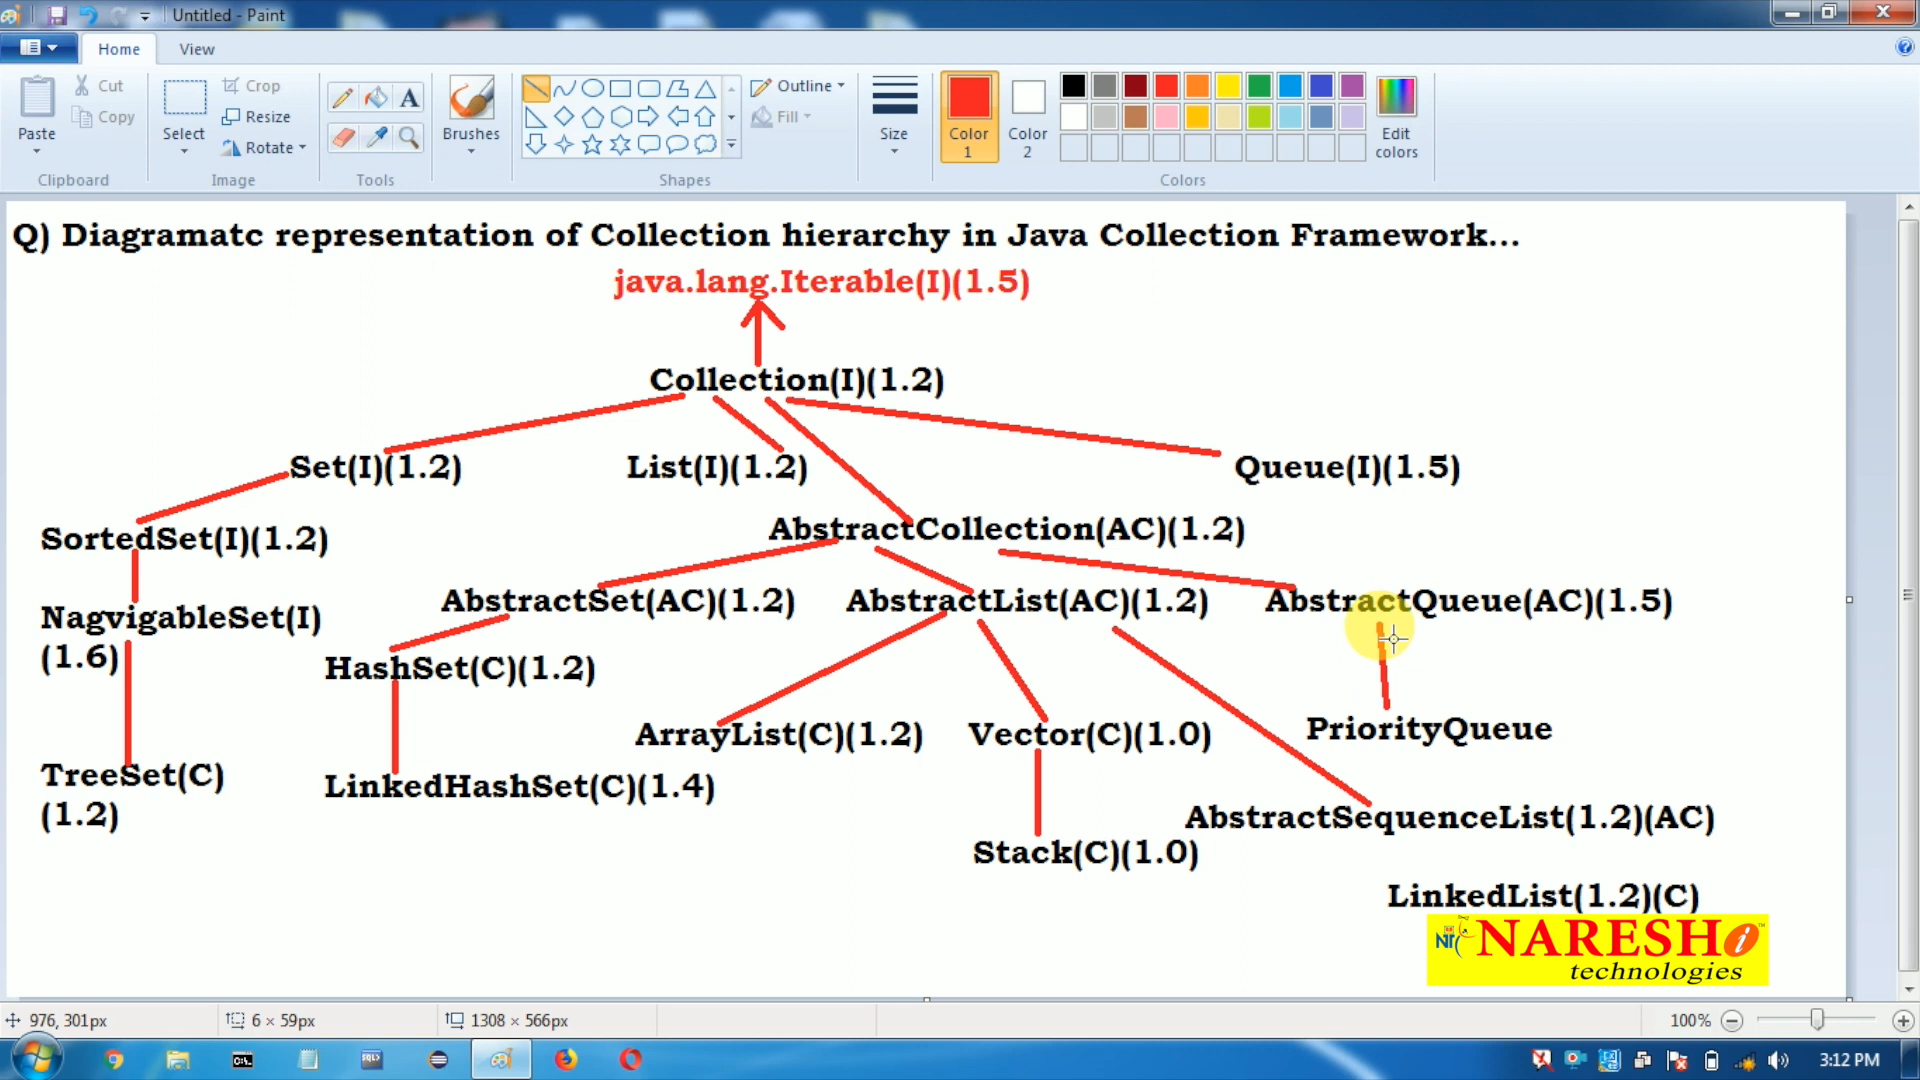 Untitled - Paint
Home
View
Paste
Cut
Copy
Clipboard
Select
Crop
Resize
Rotate
Image
A
Tools
Brushes
Shapes
Outline
Fill
Size
Color
1
Color
2
Edit
colors
Colors
Q) Diagramatc representation of Collection hierarchy in Java Collection Framework...
java.lang.Iterable(I)(1.5)
Collection(I)(1.2)
Set(I)(1.2)
List(I)(1.2)
Queue(I)(1.5)
SortedSet(I)(1.2)
AbstractCollection(AC)(1.2)
NagvigableSet(I)
(1.6)
AbstractSet(AC)(1.2)
AbstractList(AC)(1.2)
AbstractQueue(AC)(1.5)
HashSet(C)(1.2)
ArrayList(C)(1.2)
Vector(C)(1.0)
PriorityQueue
TreeSet(C)
(1.2)
LinkedHashSet(C)(1.4)
AbstractSequenceList(1.2)(AC)
Stack(C)(1.0)
LinkedList(1.2)(C)
NARESH i
technologies
976, 301px
6 × 59px
1308 × 566px
100%
3:12 PM